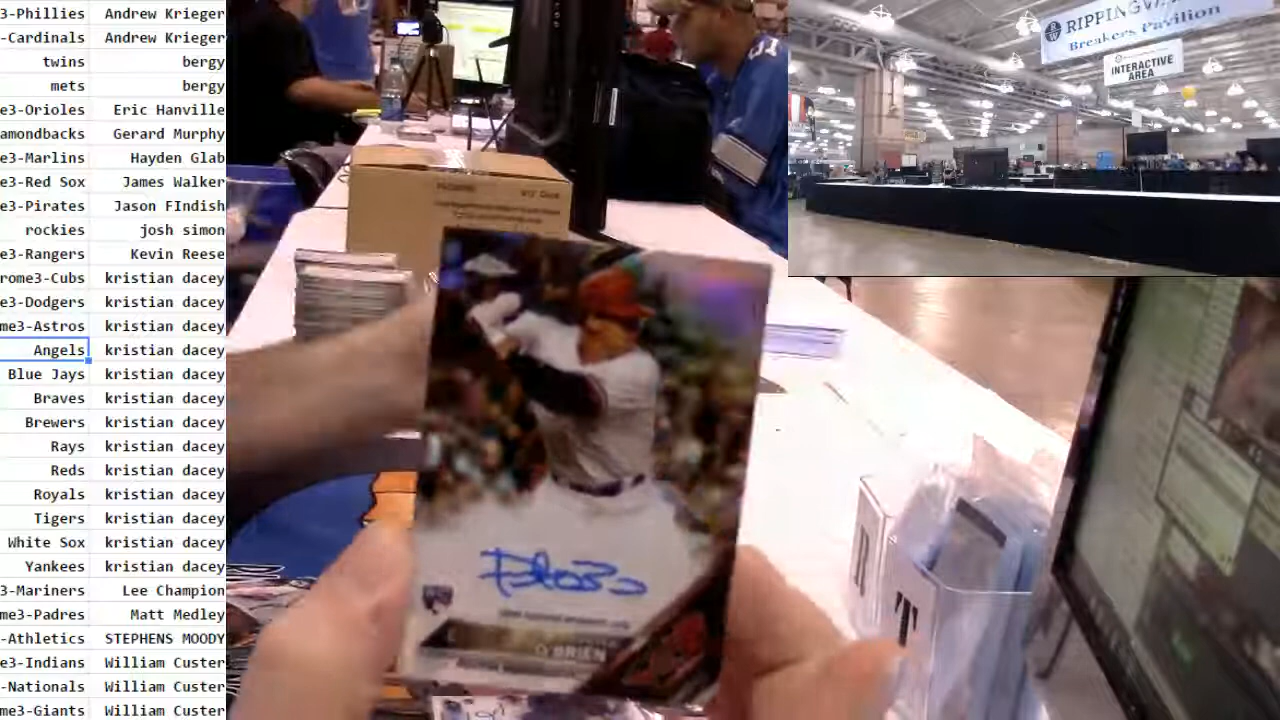 3-Phillies Andrew Krieger
-Cardinals Andrew Krieger
twins bergy
mets bergy
e3-Orioles Eric Hanville
amondbacks Gerard Murphy
me3-Marlins Hayden Glab
e3-Red Sox James Walker
e3-Pirates Jason FIndish
rockies josh simon
e3-Rangers Kevin Reese
rome3-Cubs kristian dacey
e3-Dodgers kristian dacey
me3-Astros kristian dacey
Angels kristian dacey
Blue Jays kristian dacey
Braves kristian dacey
Brewers kristian dacey
Rays kristian dacey
Reds kristian dacey
Royals kristian dacey
Tigers kristian dacey
White Sox kristian dacey
Yankees kristian dacey
3-Mariners Lee Champion
me3-Padres Matt Medley
-Athletics STEPHENS MOODY
e3-Indians William Custer
-Nationals William Custer
me3-Giants William Custer
RIPPINGWA
Breakers Pavilion
INTERACTIVE
AREA
O'BRIEN
R
T